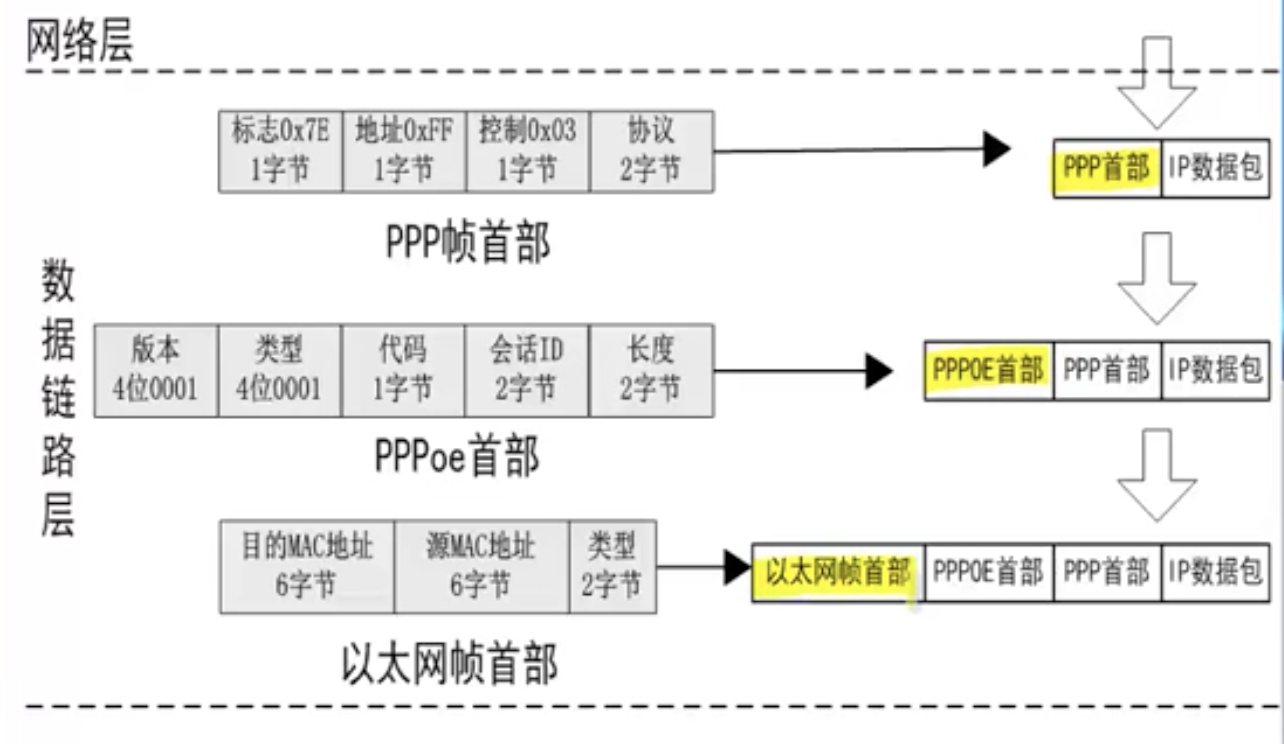 网络层
标志0x7E 地址0xFF 控制0x03 协议
1字节 1字节 1字节 2字节
PPP首部 IP数据包
PPP帧首部
数据链路层
版本 类型 代码 会话ID 长度
4位0001 4位0001 1字节 2字节 2字节
PPPOE首部 PPP首部 IP数据包
PPPoe首部
目的MAC地址 源MAC地址 类型
6字节 6字节 2字节
以太网帧首部 PPPOE首部 PPP首部 IP数据包
以太网帧首部